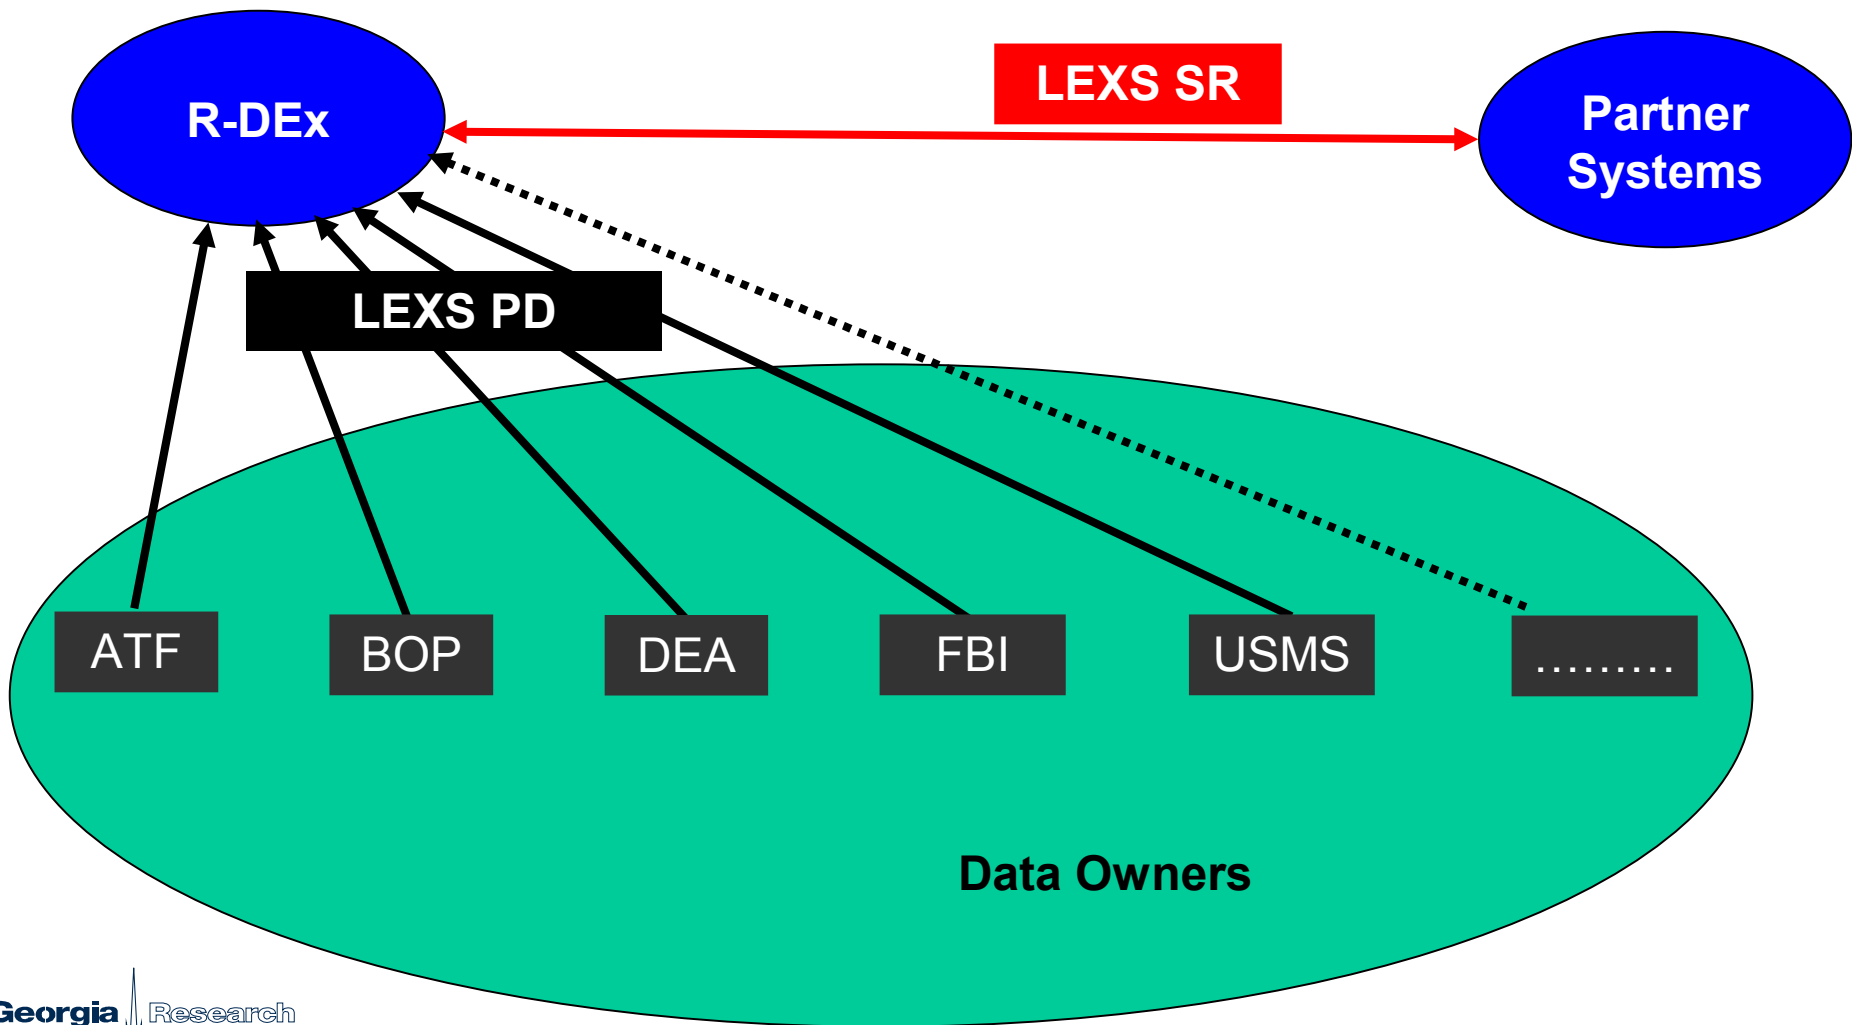 R-DEx
LEXS SR
Partner
Systems
LEXS PD
ATF
BOP
DEA
FBI
USMS
.........
Data Owners
Georgia Research